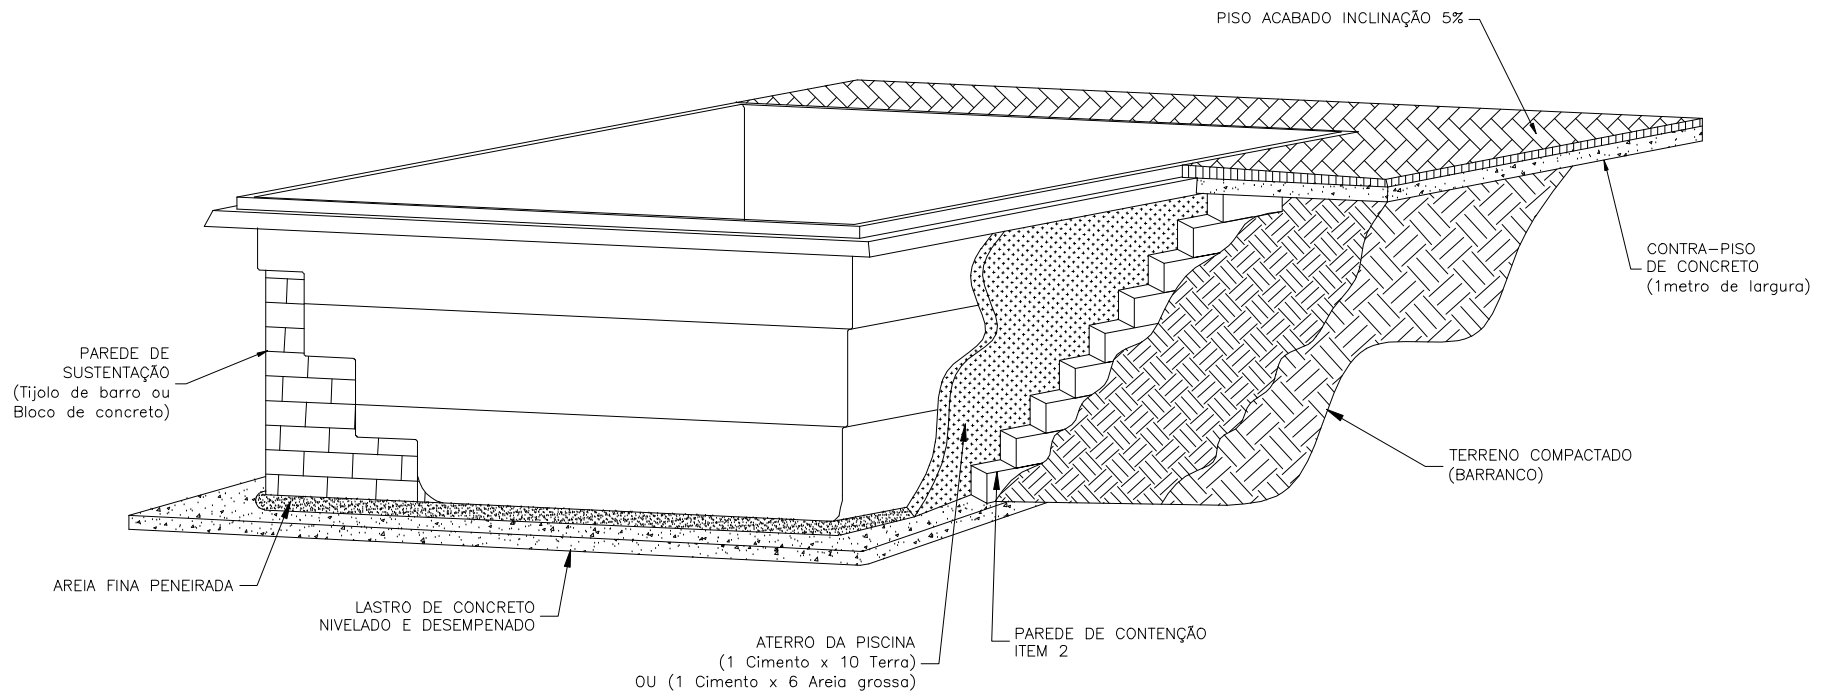 PISO ACABADO INCLINAÇÃO 5%
CONTRA-PISO
DE CONCRETO
(1metro de largura)
PAREDE DE
SUSTENTAÇÃO
(Tijolo de barro ou
Bloco de concreto)
TERRENO COMPACTADO
(BARRANCO)
AREIA FINA PENEIRADA
LASTRO DE CONCRETO
NIVELADO E DESEMPENADO
ATERRO DA PISCINA
(1 Cimento x 10 Terra)
OU (1 Cimento x 6 Areia grossa)
PAREDE DE CONTENÇÃO
ITEM 2